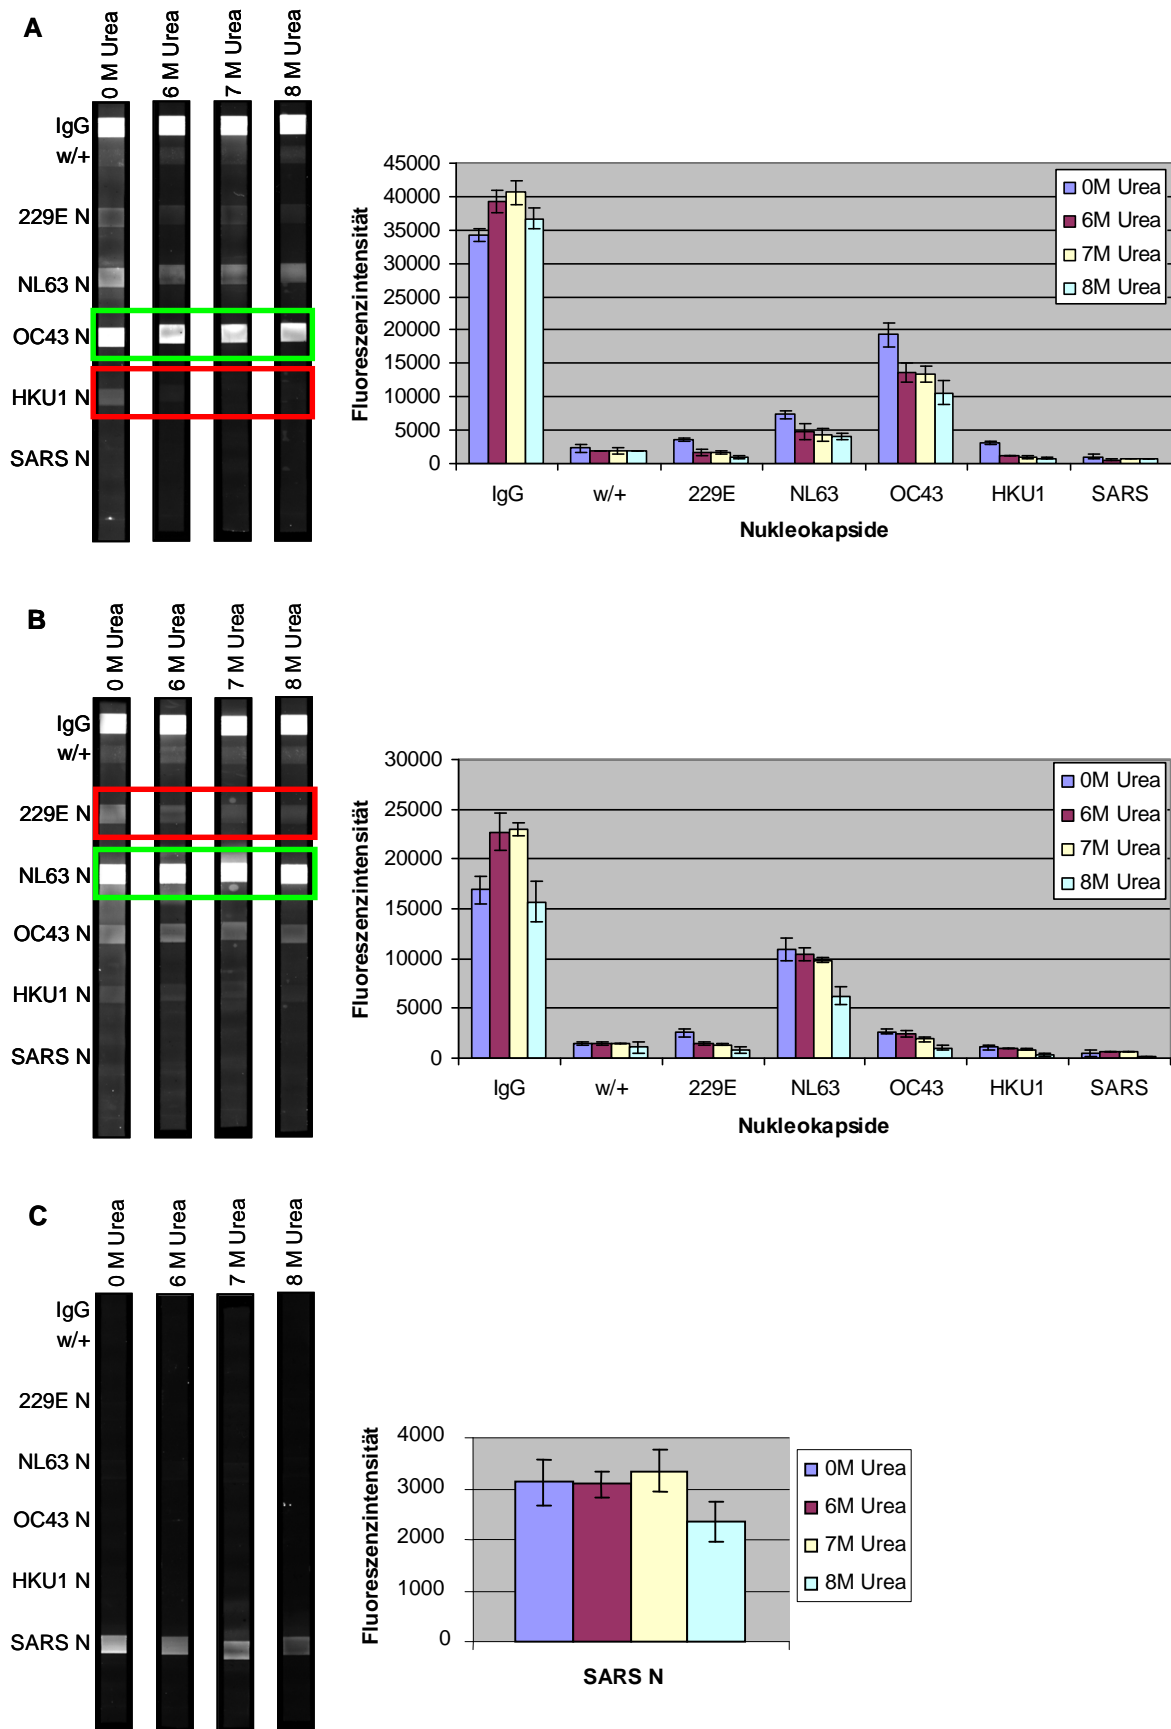 A
0 M Urea
6 M Urea
7 M Urea
8 M Urea
IgG
w/+
229E N
NL63 N
OC43 N
HKU1 N
SARS N
Fluoreszenzintensität
45000
40000
35000
30000
25000
20000
15000
10000
5000
0
IgG w/+ 229E NL63 OC43 HKU1 SARS
Nukleokapside
0M Urea
6M Urea
7M Urea
8M Urea
B
0 M Urea
6 M Urea
7 M Urea
8 M Urea
IgG
w/+
229E N
NL63 N
OC43 N
HKU1 N
SARS N
Fluoreszenzintensität
30000
25000
20000
15000
10000
5000
0
IgG w/+ 229E NL63 OC43 HKU1 SARS
Nukleokapside
0M Urea
6M Urea
7M Urea
8M Urea
C
0 M Urea
6 M Urea
7 M Urea
8 M Urea
IgG
w/+
229E N
NL63 N
OC43 N
HKU1 N
SARS N
Fluoreszenzintensität
4000
3000
2000
1000
0
SARS N
0M Urea
6M Urea
7M Urea
8M Urea